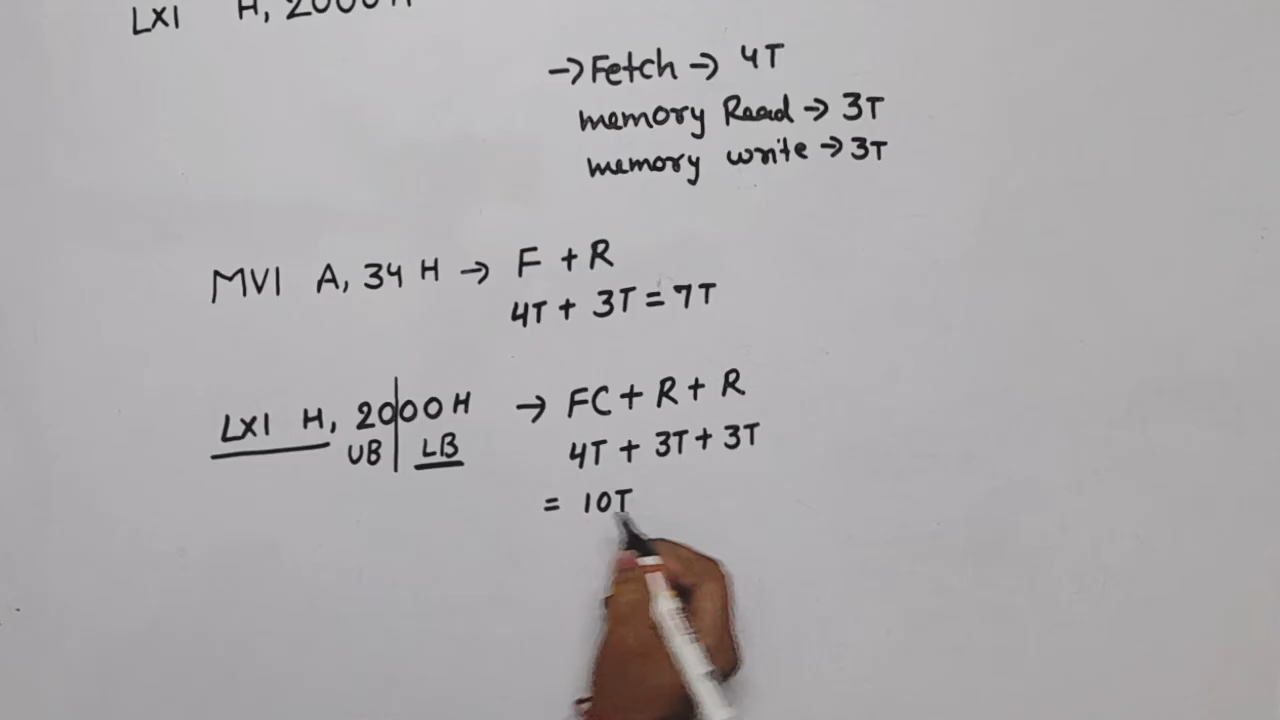 LXI H, 2000 H
→ Fetch → 4T
memory Read → 3T
memory write → 3T
MVI A, 34 H → F + R
4T + 3T = 7T
LXI H, 2000 H → FC + R + R
UB LB 4T + 3T + 3T
= 10T